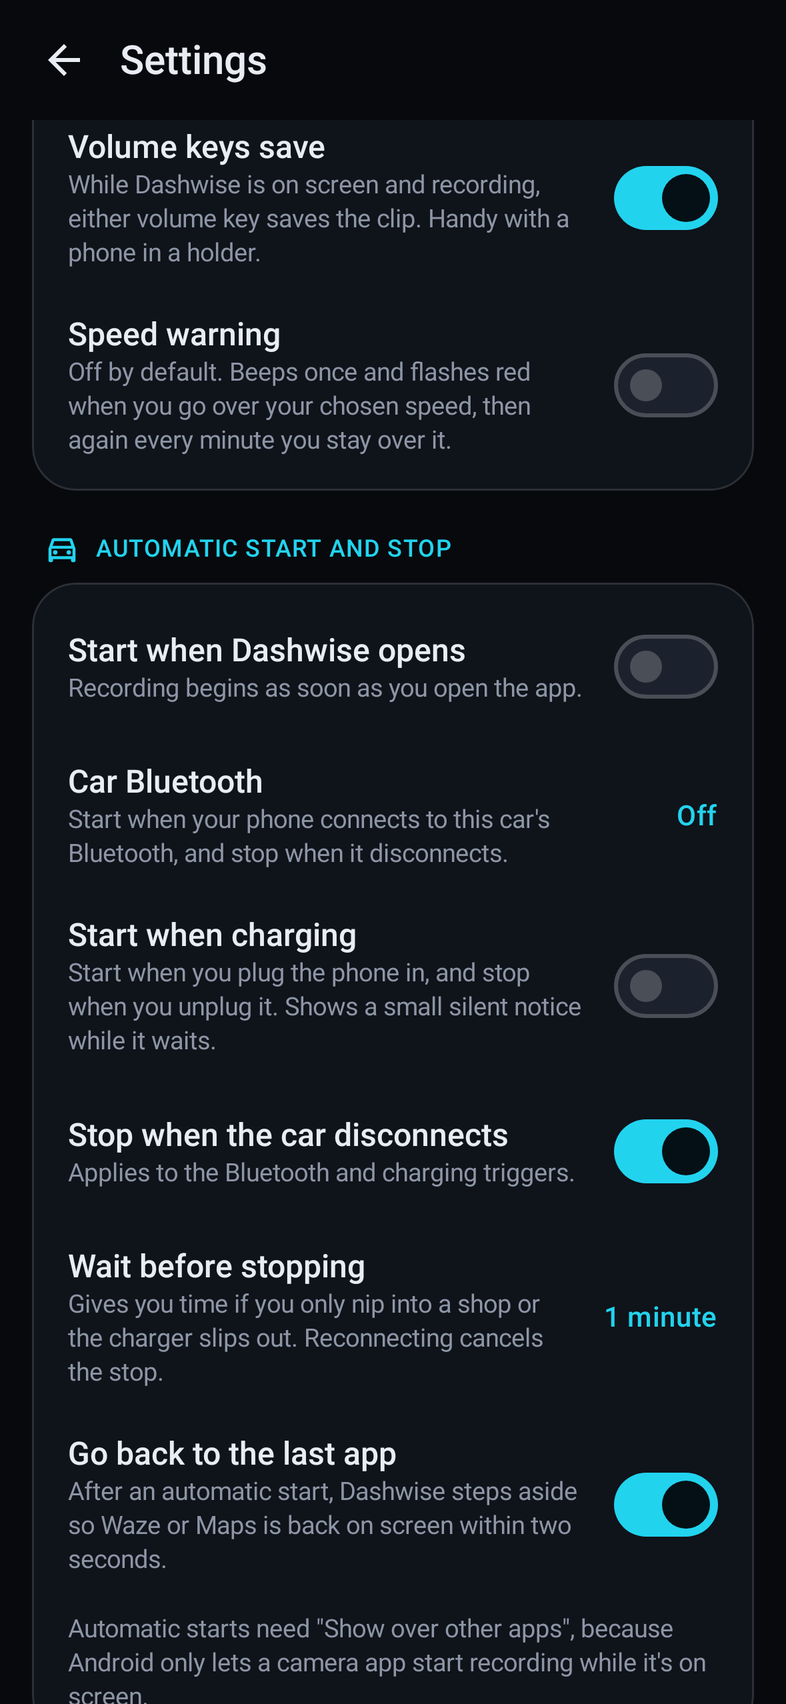 Settings
Volume keys save
While Dashwise is on screen and recording,
either volume key saves the clip. Handy with a
phone in a holder.
Speed warning
Off by default. Beeps once and flashes red
when you go over your chosen speed, then
again every minute you stay over it.
AUTOMATIC START AND STOP
Start when Dashwise opens
Recording begins as soon as you open the app.
Car Bluetooth
Start when your phone connects to this car's
Bluetooth, and stop when it disconnects.
Off
Start when charging
Start when you plug the phone in, and stop
when you unplug it. Shows a small silent notice
while it waits.
Stop when the car disconnects
Applies to the Bluetooth and charging triggers.
Wait before stopping
Gives you time if you only nip into a shop or
the charger slips out. Reconnecting cancels
the stop.
1 minute
Go back to the last app
After an automatic start, Dashwise steps aside
so Waze or Maps is back on screen within two
seconds.
Automatic starts need "Show over other apps", because
Android only lets a camera app start recording while it's on
screen.